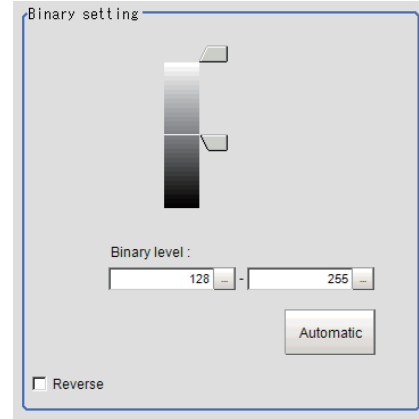 Binary setting
Binary level :
128 ... - 255 ...
Automatic
Reverse